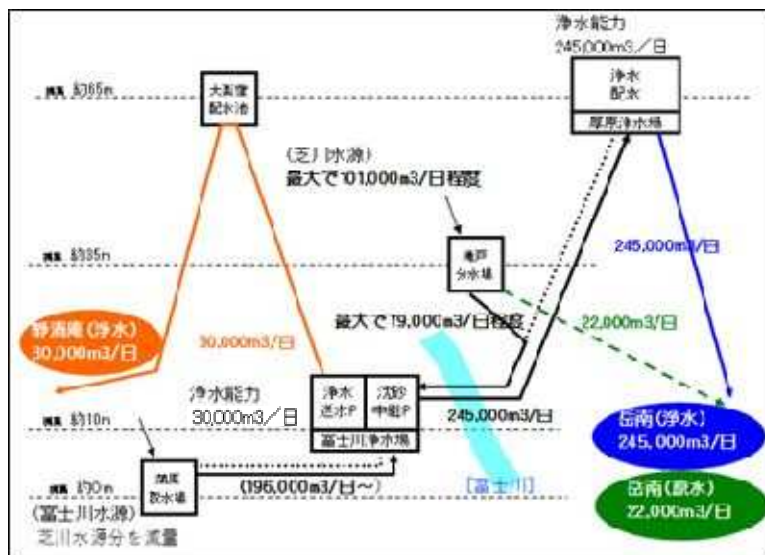 浄水能力
245,000m3/日
浄水
配水
厚原浄水場
標高 約65m
配水池
(芝川水源)
最大で101,000m3/日程度
標高 約35m
亀戸
分水場
245,000m3/日
最大で79,000m3/日程度
22,000m3/日
静清庵(浄水)
30,000m3/日
30,000m3/日
浄水能力
30,000m3/日
浄水
送水P
沈砂
中継P
富士川浄水場
245,000m3/日
標高 約10m
岳南(浄水)
245,000m3/日
標高 約0m
取水場
(196,000m3/日~)
[富士川]
岳南(原水)
22,000m3/日
(富士川水源)
芝川水源分を減量